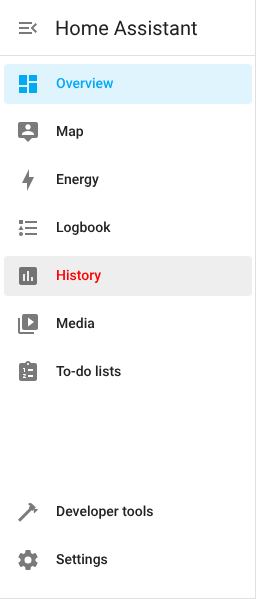 Home Assistant
Overview
Map
Energy
Logbook
History
Media
To-do lists
Developer tools
Settings